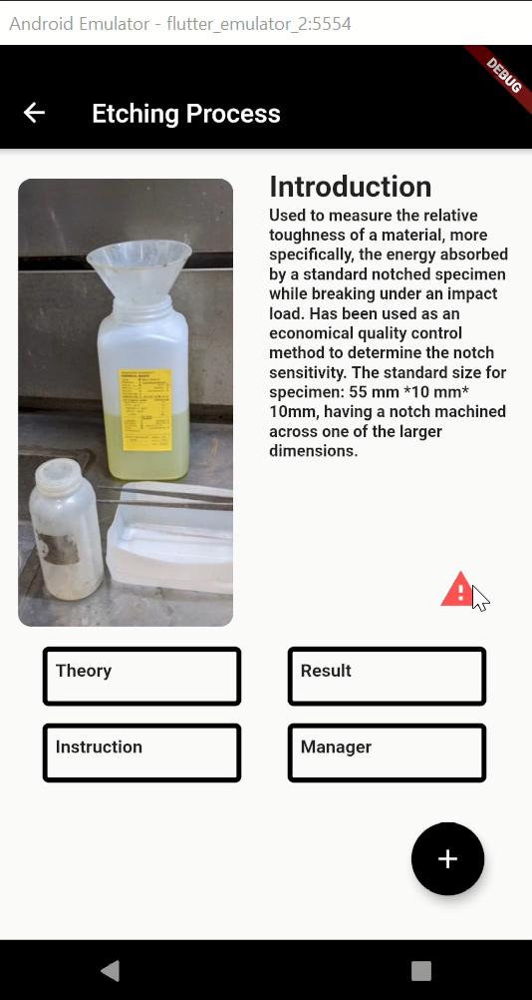 Android Emulator - flutter_emulator_2:5554
DEBUG
Etching Process
Introduction
Used to measure the relative
toughness of a material, more
specifically, the energy absorbed
by a standard notched specimen
while breaking under an impact
load. Has been used as an
economical quality control
method to determine the notch
sensitivity. The standard size for
specimen: 55 mm *10 mm*
10mm, having a notch machined
across one of the larger
dimensions.
Theory
Result
Instruction
Manager